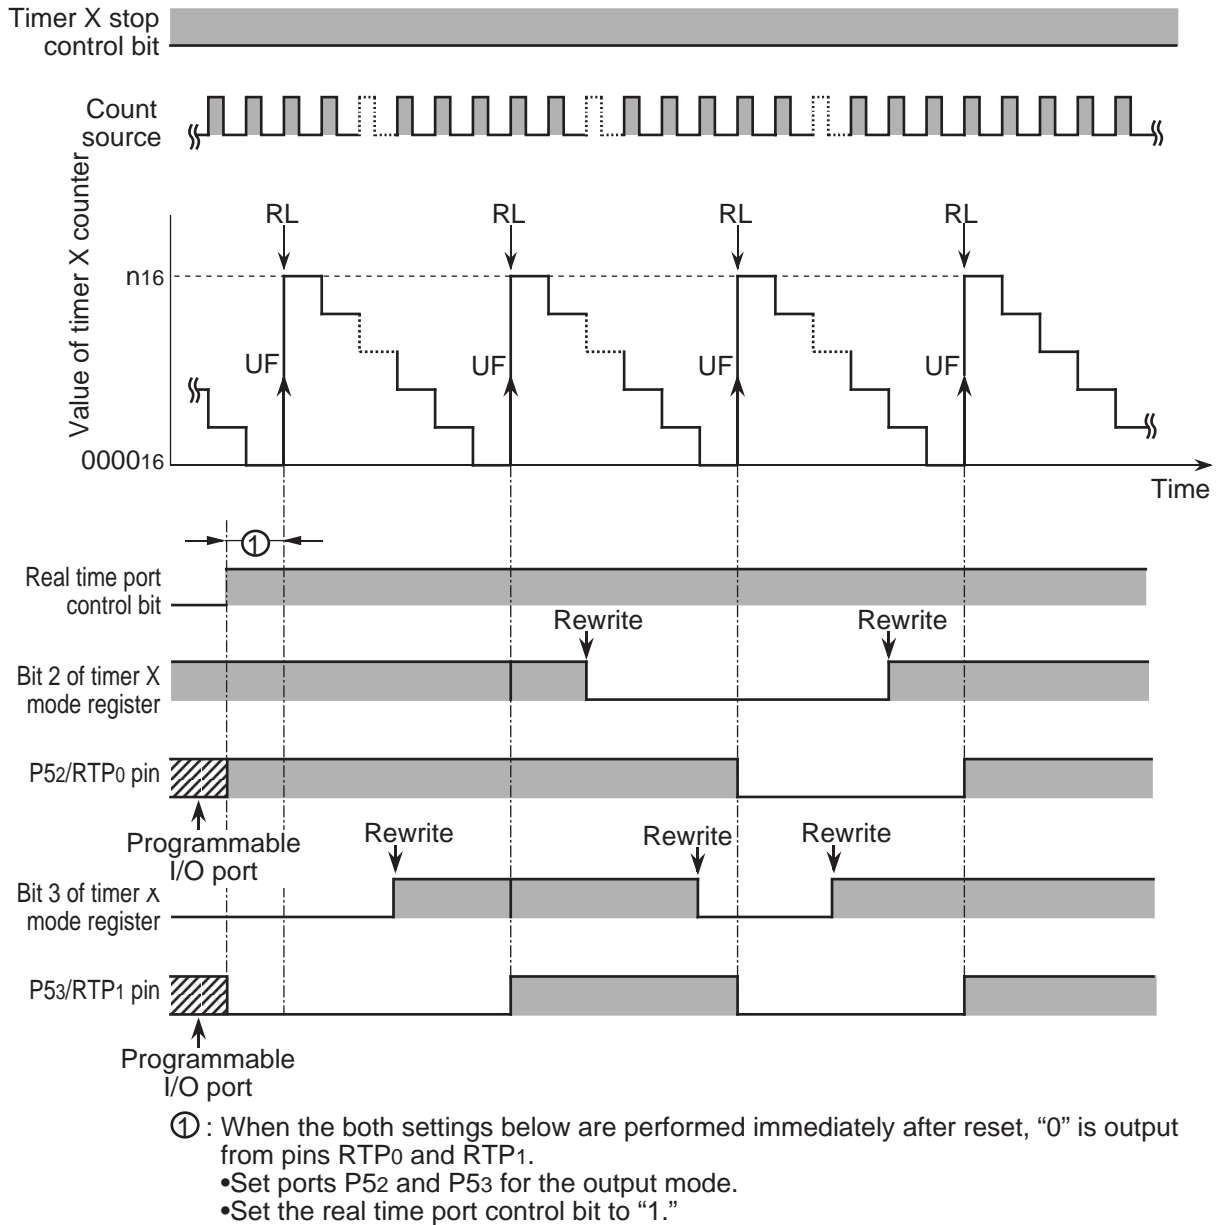 Timer X stop
control bit
Count
source
Value of timer X counter
RL RL RL RL
n16
UF UF UF UF
000016
Time
①
Real time port
control bit
Rewrite Rewrite
Bit 2 of timer X
mode register
P52/RTP0 pin
Programmable
I/O port
Rewrite Rewrite Rewrite
Bit 3 of timer X
mode register
P53/RTP1 pin
Programmable
I/O port
① : When the both settings below are performed immediately after reset, “0” is output
from pins RTP0 and RTP1.
•Set ports P52 and P53 for the output mode.
•Set the real time port control bit to “1.”